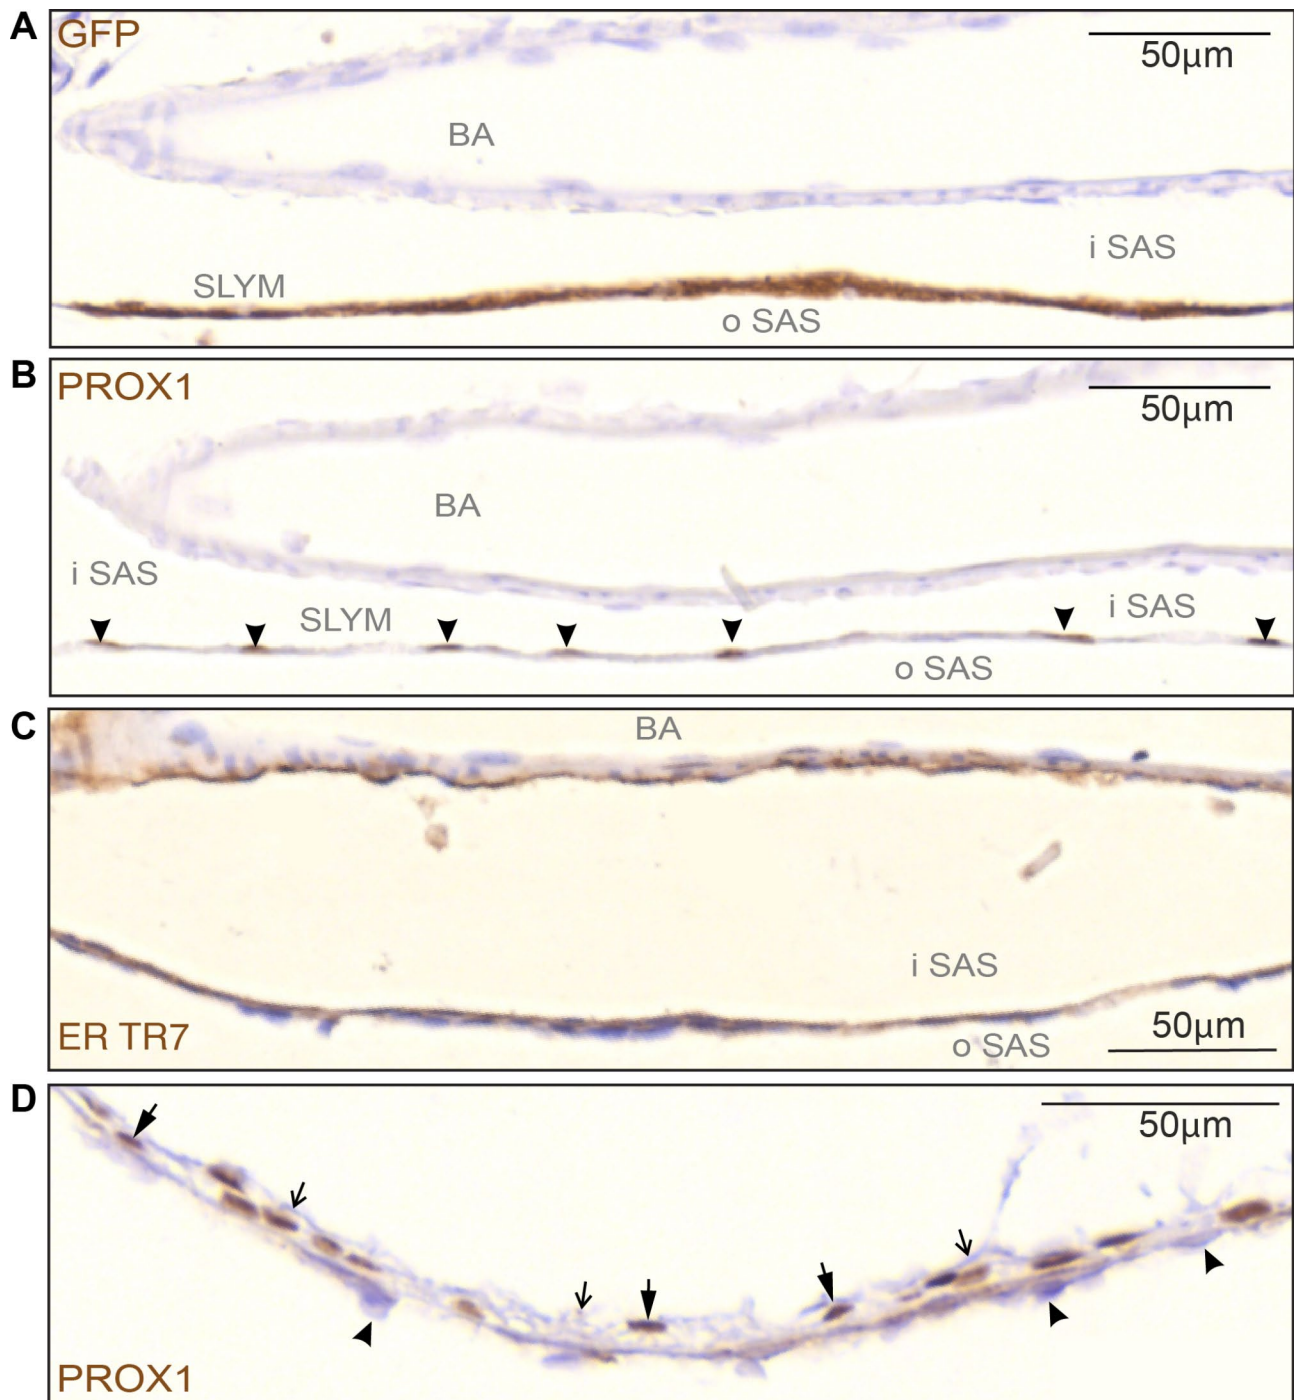 A
GFP
50µm
BA
i SAS
SLYM
o SAS
B
PROX1
50µm
BA
i SAS
SLYM
i SAS
o SAS
C
BA
i SAS
ER TR7
50µm
o SAS
D
50µm
PROX1